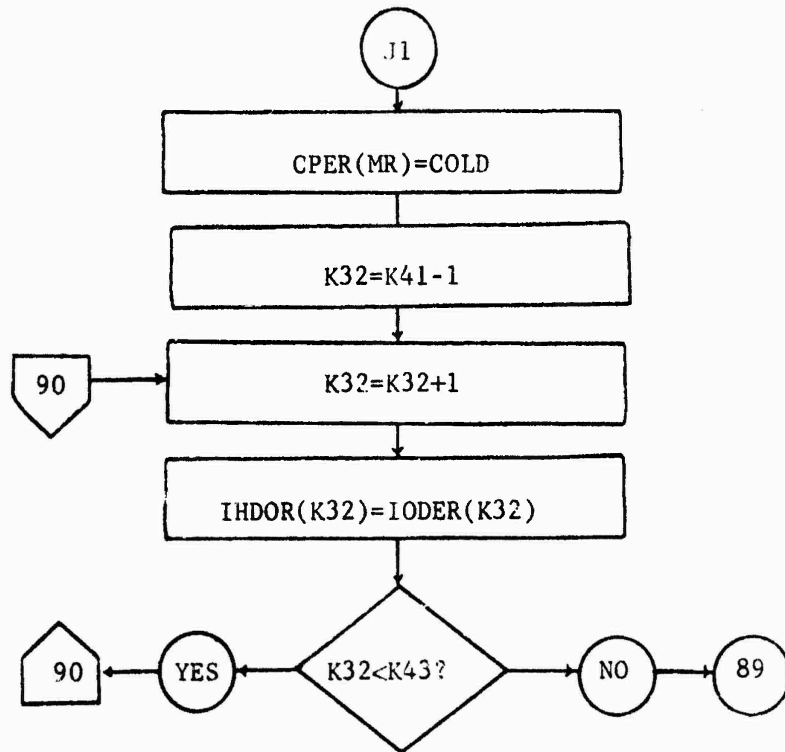 J1
CPER(MR)=COLD
K32=K41-1
90
K32=K32+1
IHDOR(K32)=IODER(K32)
90
YES
K32<K43?
NO
89